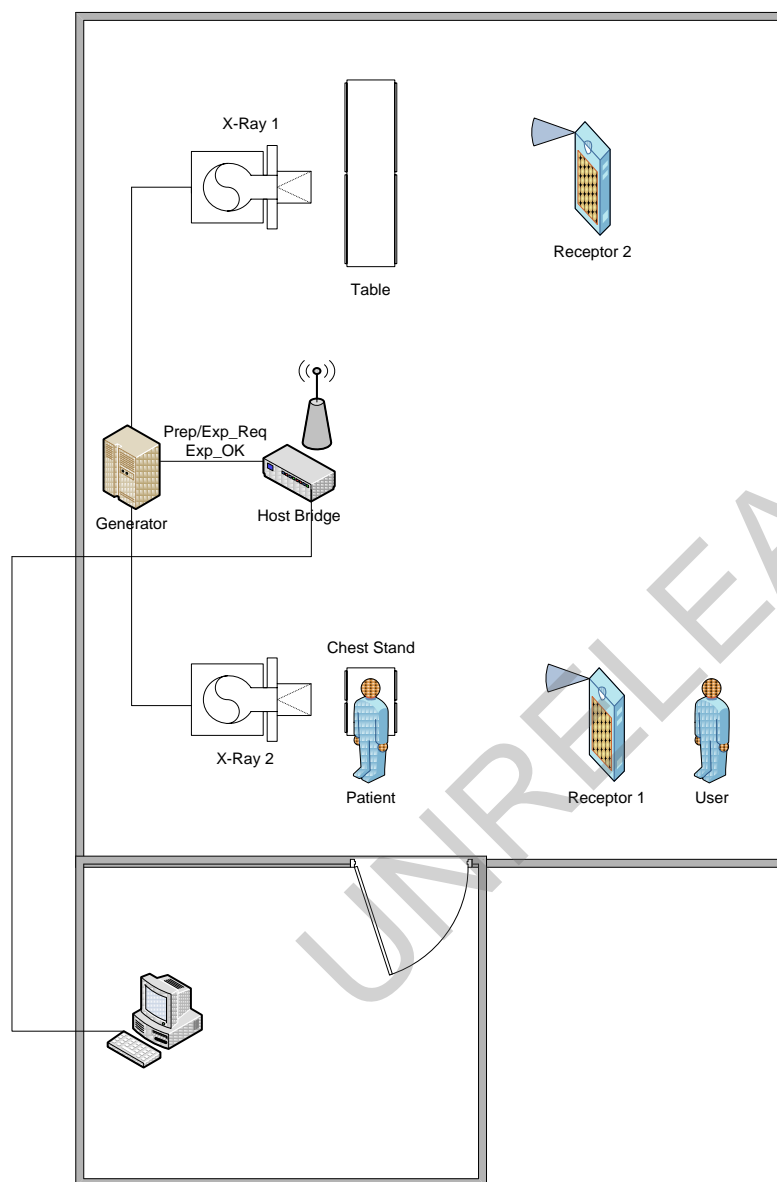 X-Ray 1
Receptor 2
Table
Prep/Exp_Req
Exp_OK
Generator
Host Bridge
Chest Stand
X-Ray 2
Patient
Receptor 1
User